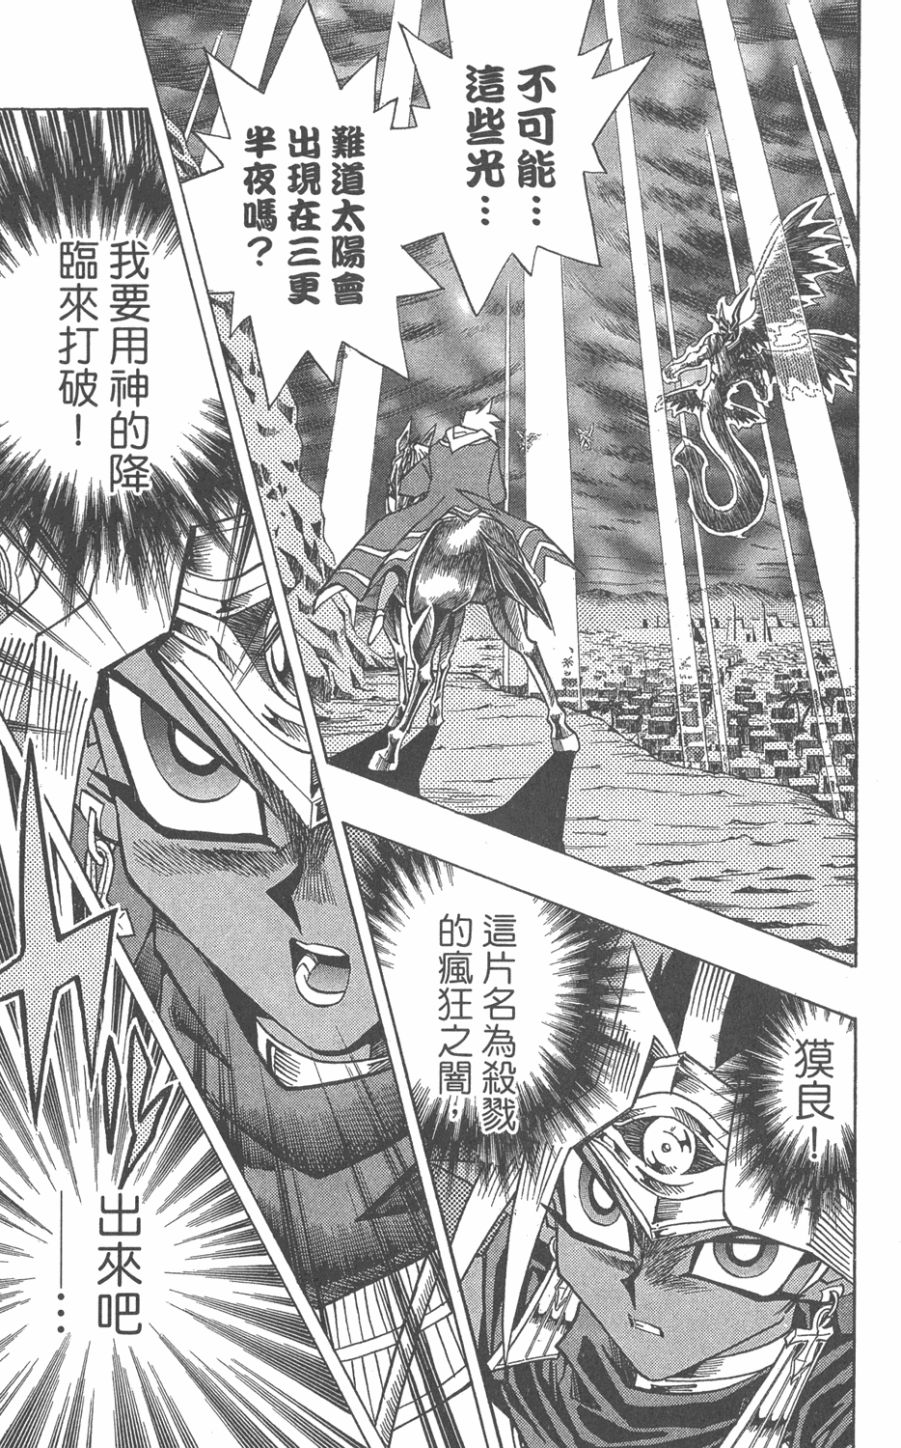 不可能…
這些光…
難道太陽會
出現在三更
半夜嗎？
獏良！
這片名為殺戮
的瘋狂之闇，
我要用神的降
臨來打破！
出來吧
──…